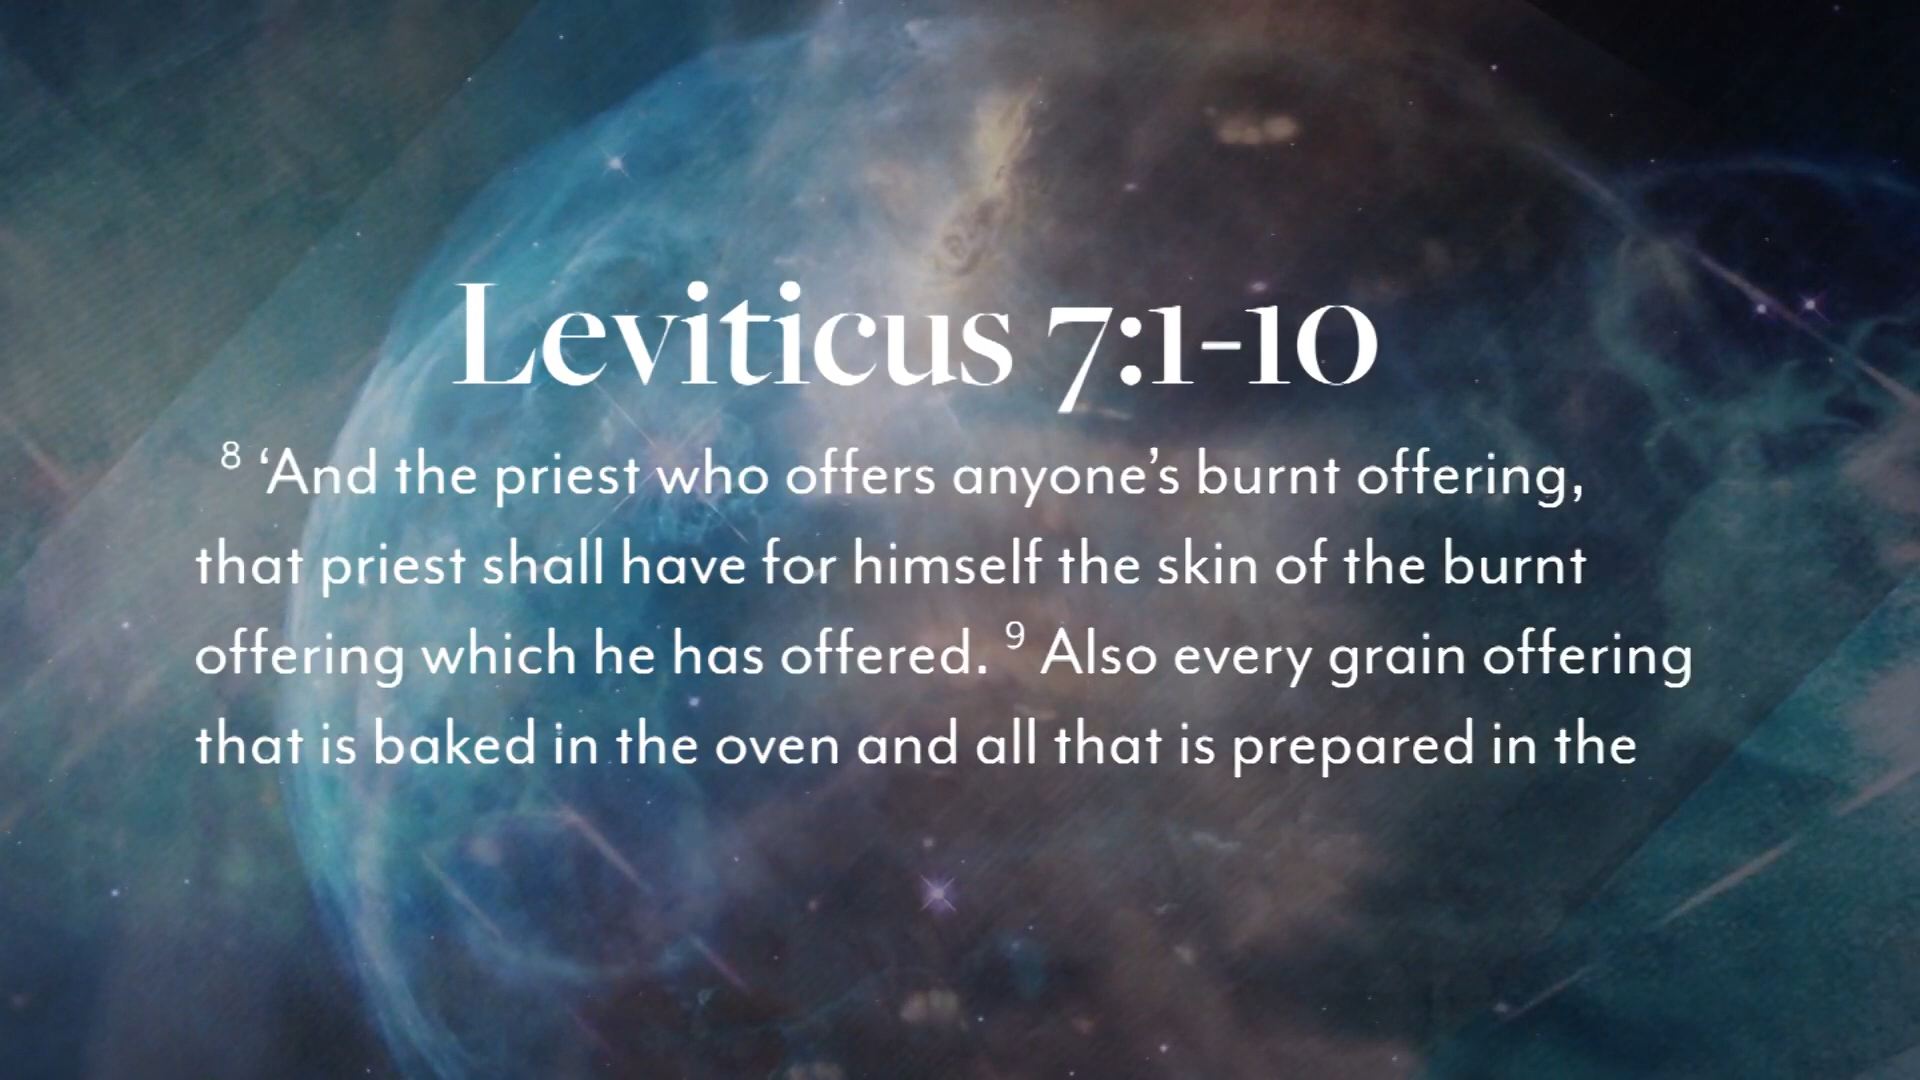 Leviticus 7:1-10
8 ‘And the priest who offers anyone’s burnt offering,
that priest shall have for himself the skin of the burnt
offering which he has offered. 9 Also every grain offering
that is baked in the oven and all that is prepared in the